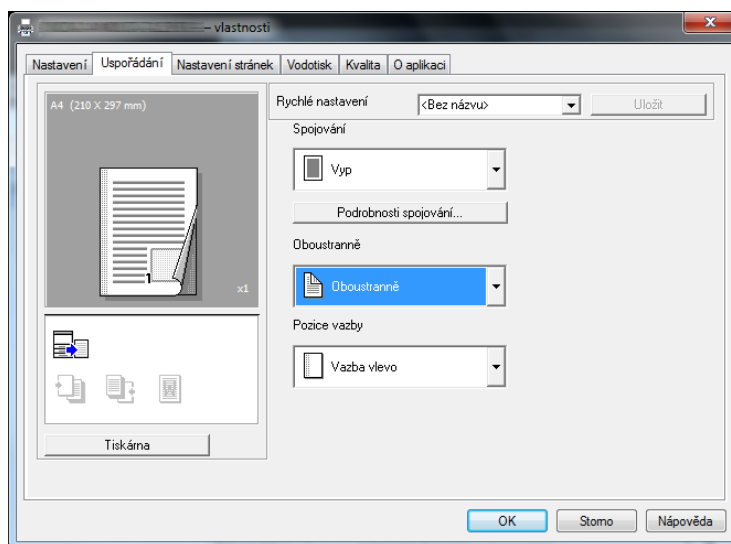 – vlastnosti
Nastavení Uspořádání Nastavení stránek Vodotisk Kvalita O aplikaci
A4 (210 X 297 mm)
Rychlé nastavení <Bez názvu> Uložit
Spojování
Vyp
Podrobnosti spojování...
Oboustranně
Oboustranně
1
x1
Pozice vazby
Vazba vlevo
Tiskárna
OK Storno Nápověda